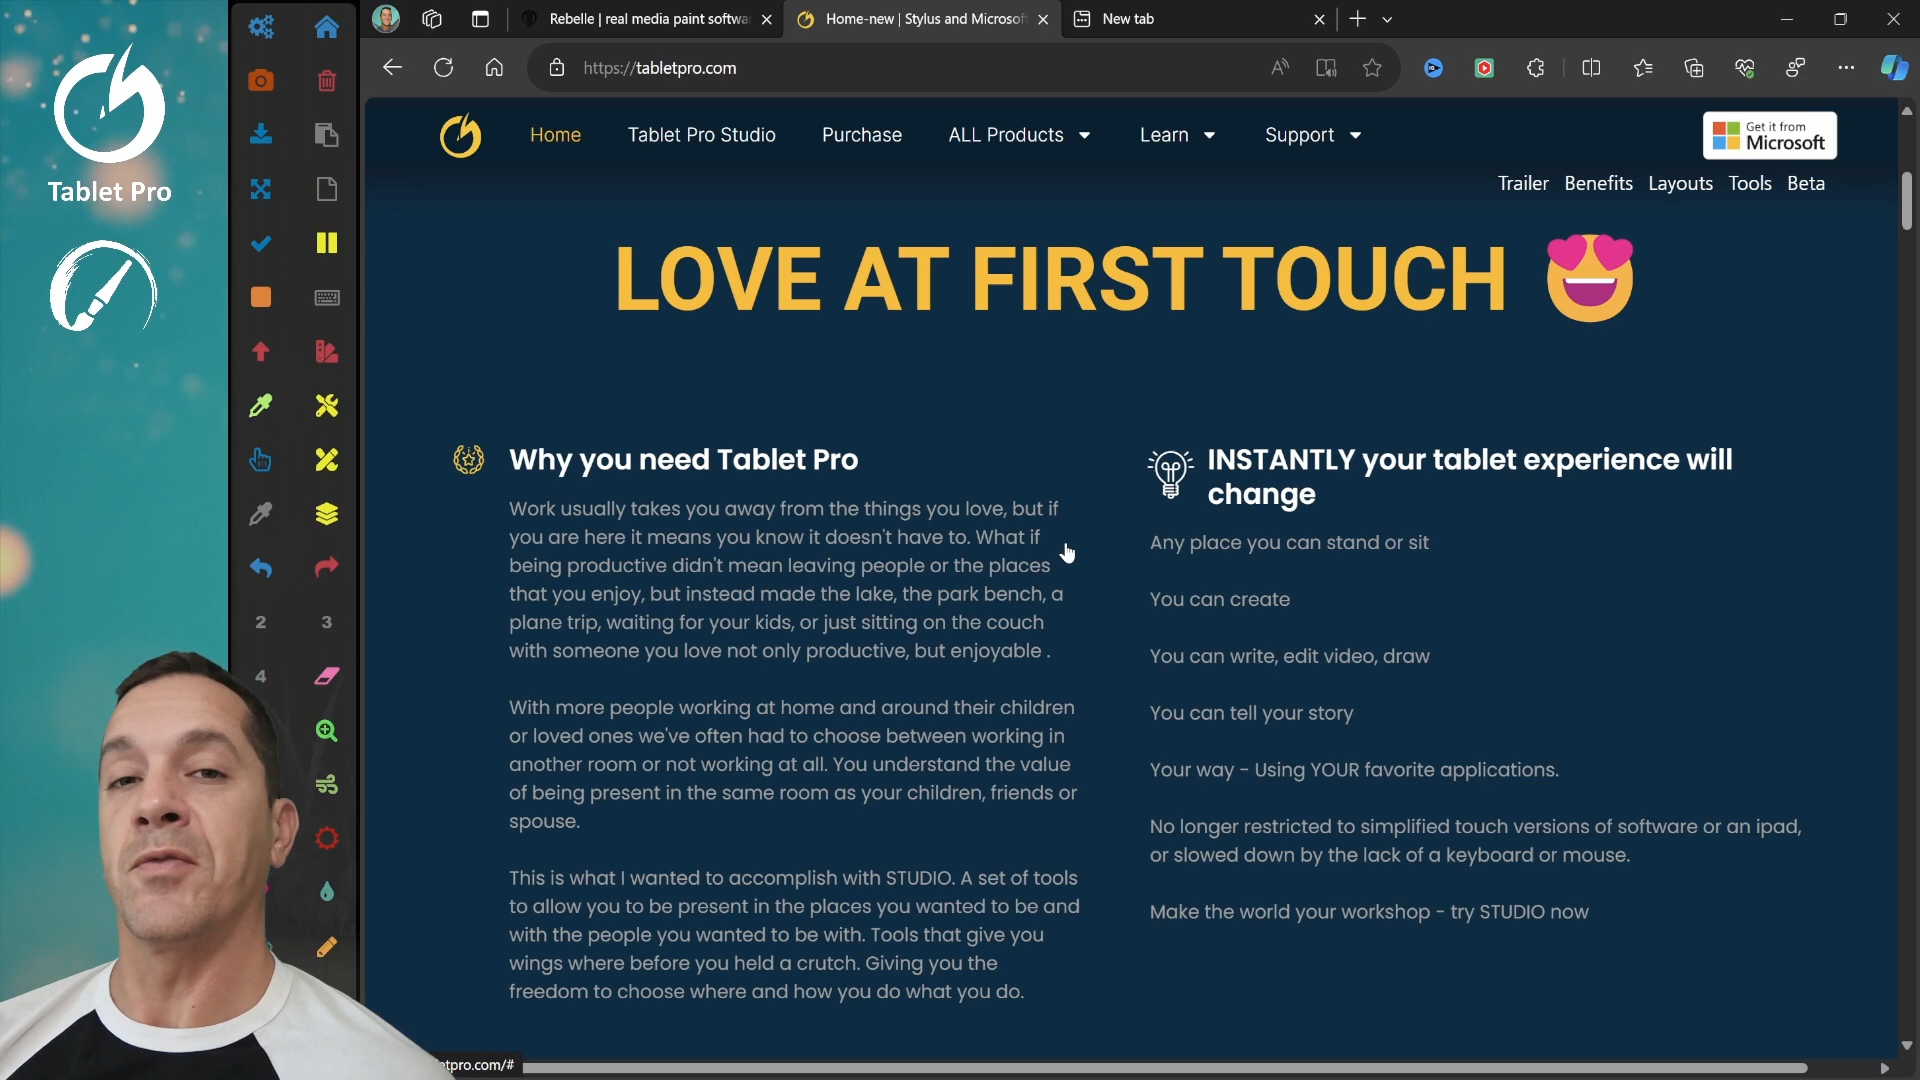 Tablet Pro
2
3
4
Rebelle | real media paint softwa
Home-new | Stylus and Microsof
New tab
https://tabletpro.com
Home
Tablet Pro Studio
Purchase
ALL Products
Learn
Support
Get it from
Microsoft
Trailer Benefits Layouts Tools Beta
LOVE AT FIRST TOUCH
Why you need Tablet Pro
Work usually takes you away from the things you love, but if
you are here it means you know it doesn't have to. What if
being productive didn't mean leaving people or the places
that you enjoy, but instead made the lake, the park bench, a
plane trip, waiting for your kids, or just sitting on the couch
with someone you love not only productive, but enjoyable .
With more people working at home and around their children
or loved ones we've often had to choose between working in
another room or not working at all. You understand the value
of being present in the same room as your children, friends or
spouse.
This is what I wanted to accomplish with STUDIO. A set of tools
to allow you to be present in the places you wanted to be and
with the people you wanted to be with. Tools that give you
wings where before you held a crutch. Giving you the
freedom to choose where and how you do what you do.
INSTANTLY your tablet experience will
change
Any place you can stand or sit
You can create
You can write, edit video, draw
You can tell your story
Your way - Using YOUR favorite applications.
No longer restricted to simplified touch versions of software or an ipad,
or slowed down by the lack of a keyboard or mouse.
Make the world your workshop - try STUDIO now
etpro.com/#